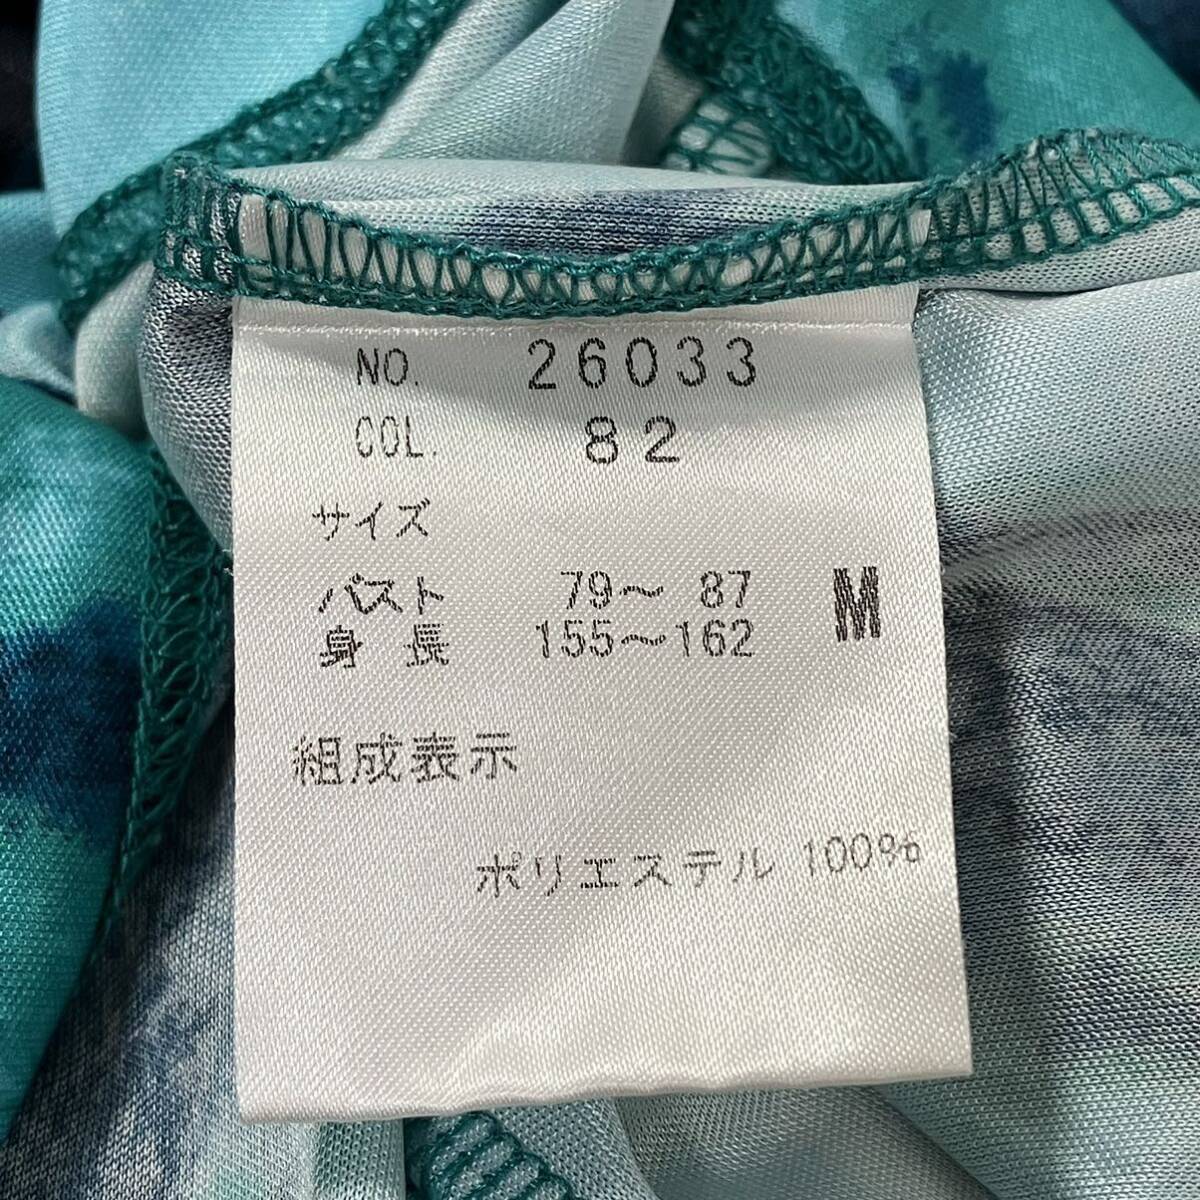 NO. 26033
COL. 82
サイズ
バスト 79～ 87 M
身 長 155～162
組成表示
ポリエステル 100%